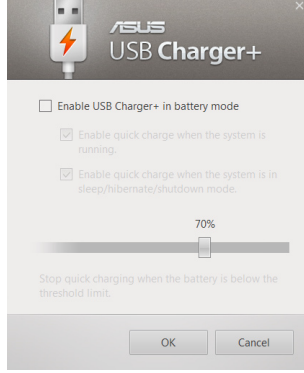 ASUS
USB Charger+
Enable USB Charger+ in battery mode
Enable quick charge when the system is
running.
Enable quick charge when the system is in
sleep/hibernate/shutdown mode.
70%
Stop quick charging when the battery is below the
threshold limit.
OK Cancel